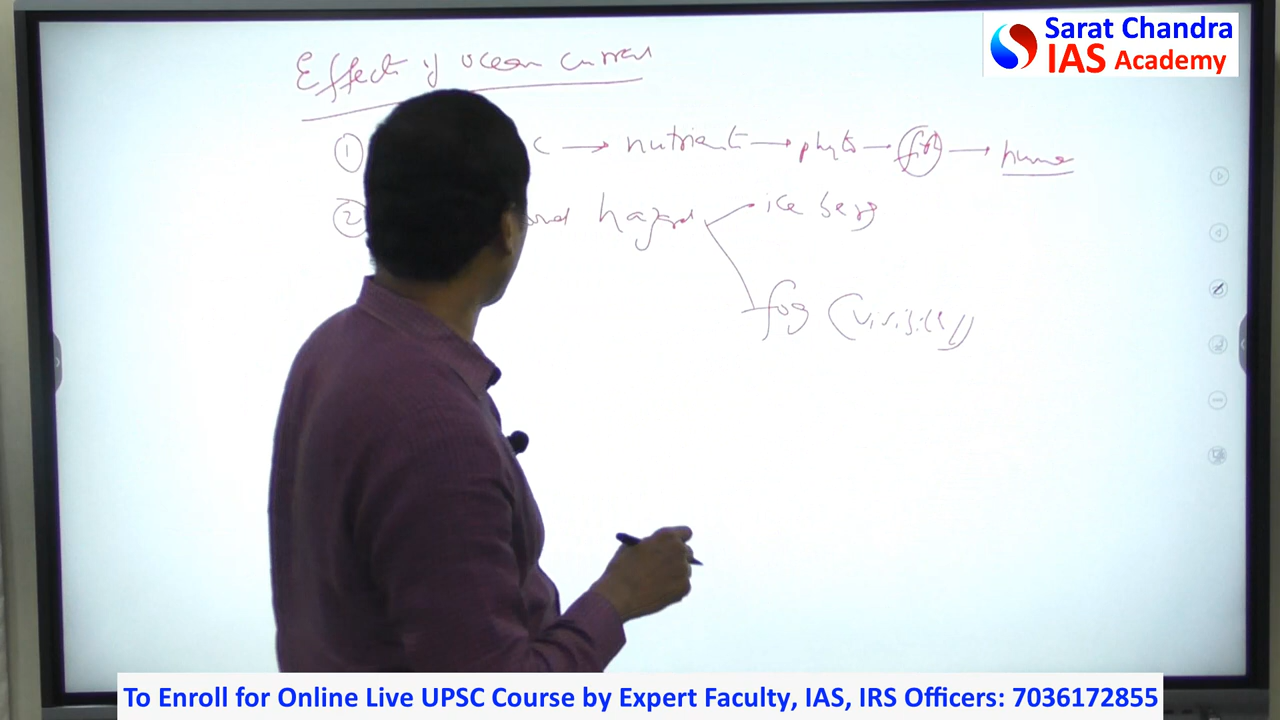 Sarat Chandra
IAS Academy
Effect of ocean current
① C → nutrient → phyto → fish → human
② hazard
ice berg
fog (visibility)
To Enroll for Online Live UPSC Course by Expert Faculty, IAS, IRS Officers: 7036172855